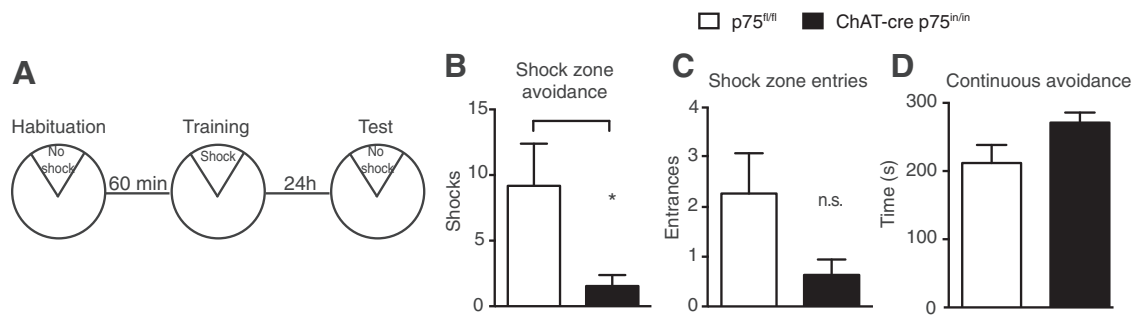 p75fl/fl ChAT-cre p75in/in
A
Habituation Training Test
No shock
Shock
No shock
60 min 24h
B
Shock zone
avoidance
15
10
5
0
Shocks
*
C
Shock zone entries
4
3
2
1
0
Entrances
n.s.
D
Continuous avoidance
300
200
100
0
Time (s)